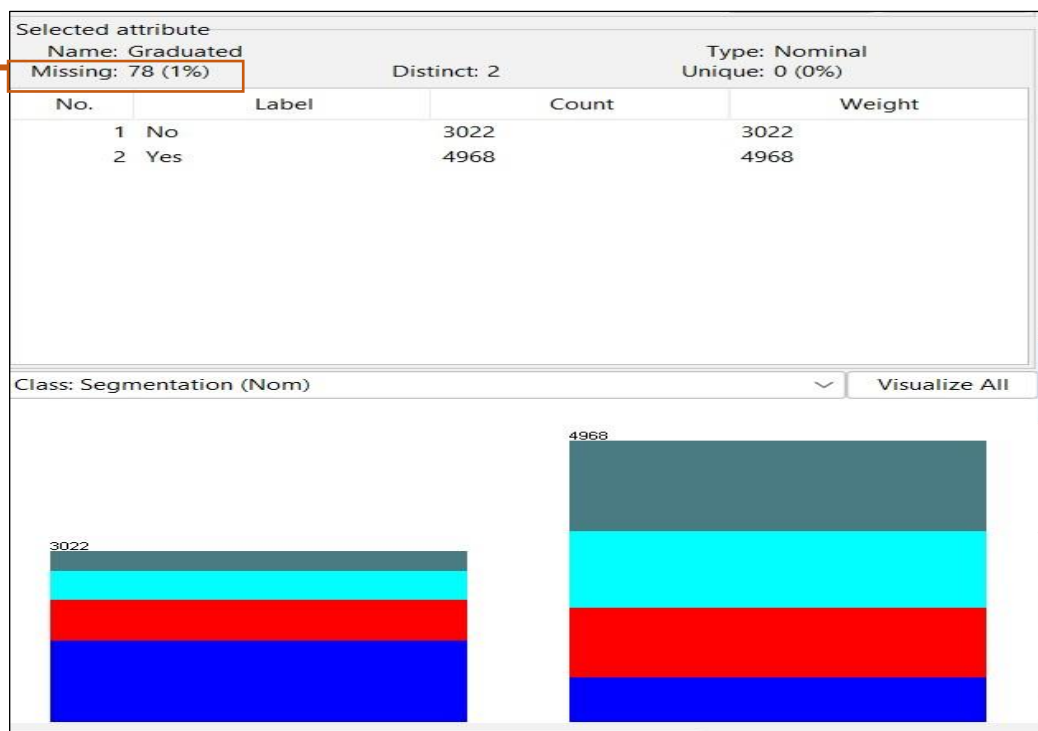 Selected attribute
Name: Graduated Type: Nominal
Missing: 78 (1%) Distinct: 2 Unique: 0 (0%)
No. Label Count Weight
1 No 3022 3022
2 Yes 4968 4968
Class: Segmentation (Nom) Visualize All
4968
3022